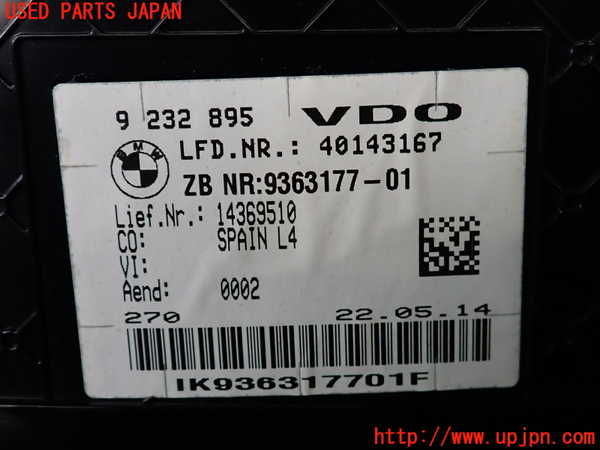 USED PARTS JAPAN
9 232 895 VDO
BMW
LFD.NR.: 40143167
ZB NR:9363177-01
Lief.Nr.: 14369510
CO: SPAIN L4
VI:
Aend: 0002
270 22.05.14
IK936317701F
http://www.upjpn.com/